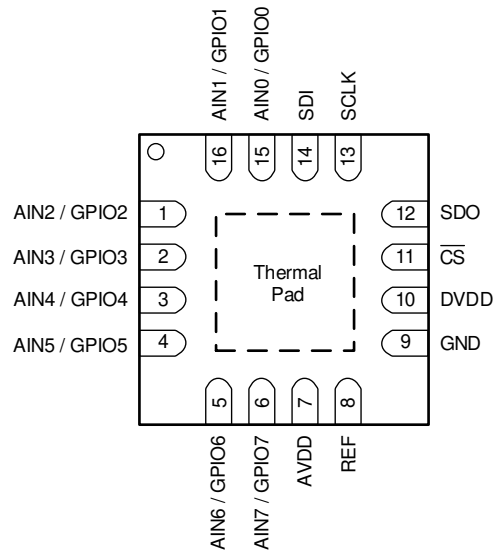 AIN1 / GPIO1
AIN0 / GPIO0
SDI
SCLK
16
15
14
13
AIN2 / GPIO2
1
AIN3 / GPIO3
2
AIN4 / GPIO4
3
AIN5 / GPIO5
4
Thermal
Pad
12
SDO
11
C̅S̅
10
DVDD
9
GND
5
6
7
8
AIN6 / GPIO6
AIN7 / GPIO7
AVDD
REF